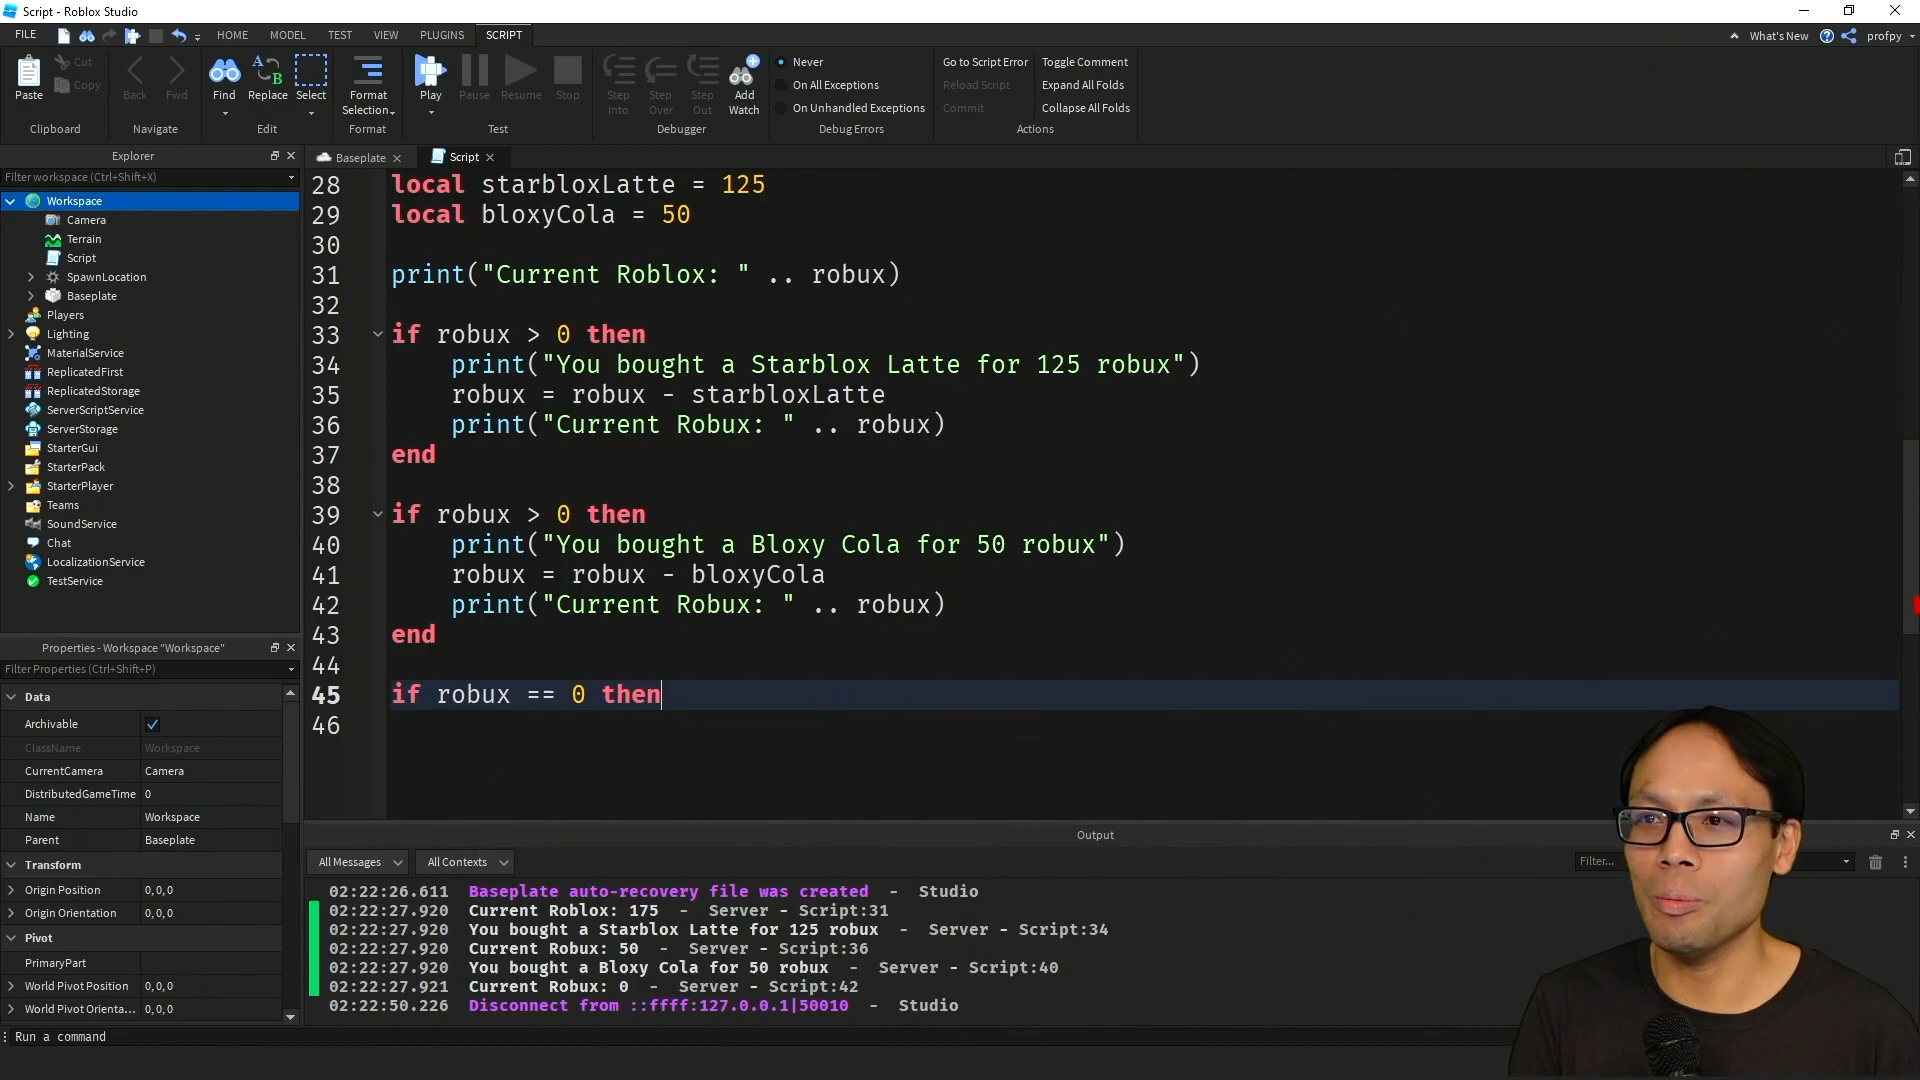 Script - Roblox Studio
FILE HOME MODEL TEST VIEW PLUGINS SCRIPT What's New profpy
Paste Cut Copy Back Fwd Find Replace Select Format Selection Play Pause Resume Stop Step Into Step Over Step Out Add Watch
Never
On All Exceptions
On Unhandled Exceptions
Go to Script Error
Reload Script
Commit
Toggle Comment
Expand All Folds
Collapse All Folds
Clipboard Navigate Edit Format Test Debugger Debug Errors Actions
Explorer
Filter workspace (Ctrl+Shift+X)
Workspace
Camera
Terrain
Script
SpawnLocation
Baseplate
Players
Lighting
MaterialService
ReplicatedFirst
ReplicatedStorage
ServerScriptService
ServerStorage
StarterGui
StarterPack
StarterPlayer
Teams
SoundService
Chat
LocalizationService
TestService
Properties - Workspace "Workspace"
Filter Properties (Ctrl+Shift+P)
Data
Archivable
ClassName Workspace
CurrentCamera Camera
DistributedGameTime 0
Name Workspace
Parent Baseplate
Transform
Origin Position 0, 0, 0
Origin Orientation 0, 0, 0
Pivot
PrimaryPart
World Pivot Position 0, 0, 0
World Pivot Orienta... 0, 0, 0
Baseplate Script
28 local starbloxLatte = 125
29 local bloxyCola = 50
30
31 print("Current Roblox: " .. robux)
32
33 if robux > 0 then
34 print("You bought a Starblox Latte for 125 robux")
35 robux = robux - starbloxLatte
36 print("Current Robux: " .. robux)
37 end
38
39 if robux > 0 then
40 print("You bought a Bloxy Cola for 50 robux")
41 robux = robux - bloxyCola
42 print("Current Robux: " .. robux)
43 end
44
45 if robux == 0 then
46
Output
All Messages All Contexts Filter...
02:22:26.611 Baseplate auto-recovery file was created - Studio
02:22:27.920 Current Roblox: 175 - Server - Script:31
02:22:27.920 You bought a Starblox Latte for 125 robux - Server - Script:34
02:22:27.920 Current Robux: 50 - Server - Script:36
02:22:27.920 You bought a Bloxy Cola for 50 robux - Server - Script:40
02:22:27.921 Current Robux: 0 - Server - Script:42
02:22:50.226 Disconnect from ::ffff:127.0.0.1|50010 - Studio
Run a command